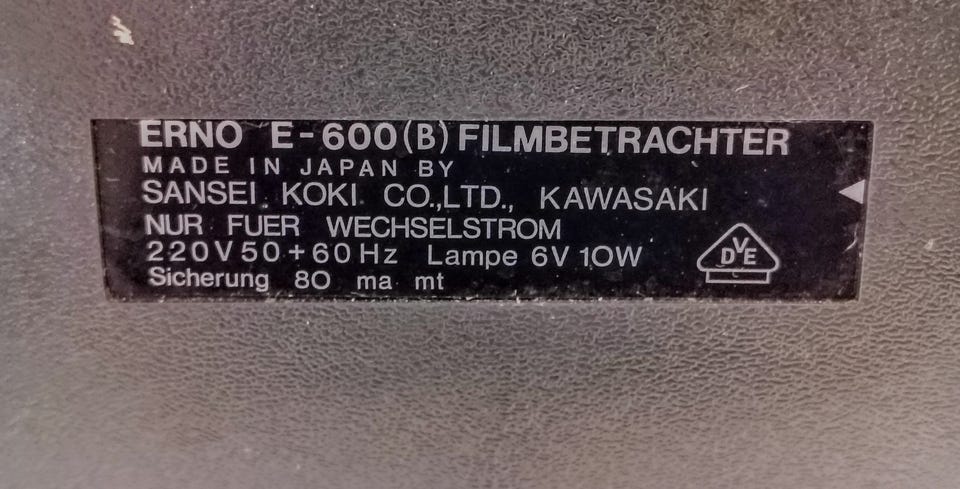 ERNO E-600(B) FILMBETRACHTER
MADE IN JAPAN BY
SANSEI KOKI CO.,LTD., KAWASAKI
NUR FUER WECHSELSTROM
220V 50+60Hz Lampe 6V 10W
Sicherung 80 ma mt
DVE